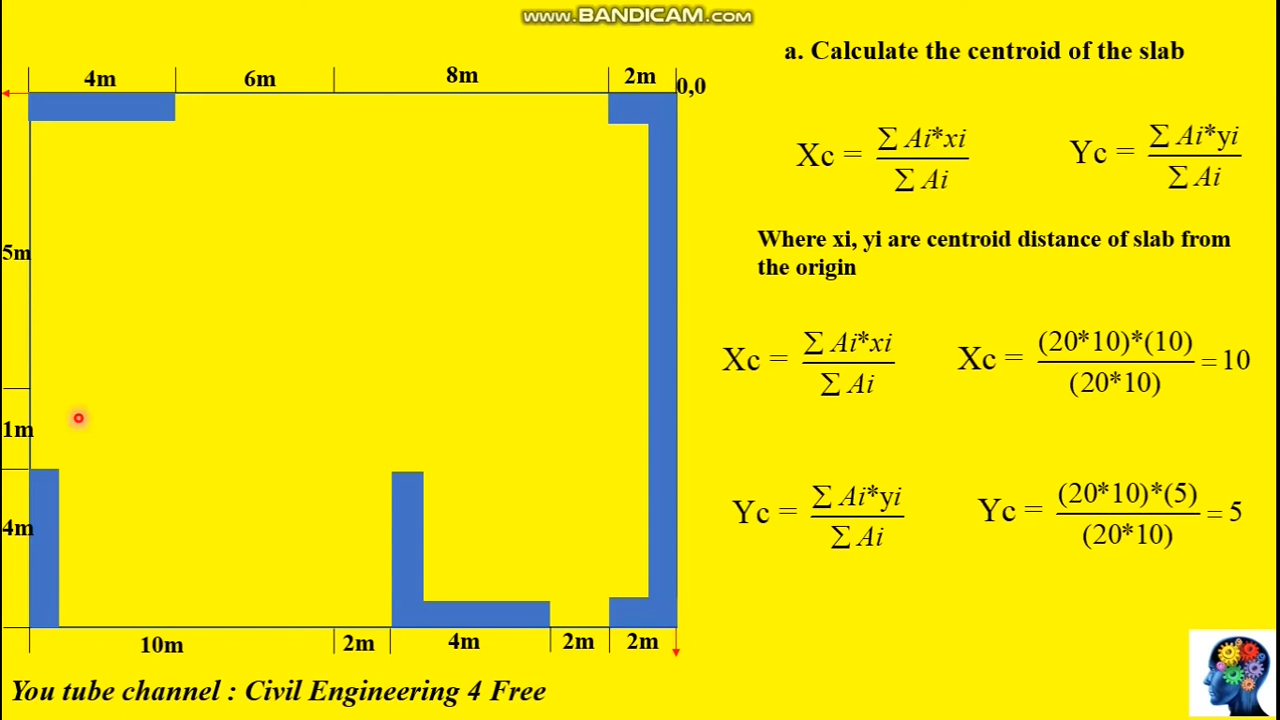 www.BANDICAM.com
a. Calculate the centroid of the slab
4m 6m 8m 2m 0,0
Xc = ∑ Ai*xi / ∑ Ai Yc = ∑ Ai*yi / ∑ Ai
Where xi, yi are centroid distance of slab from
the origin
5m
Xc = ∑ Ai*xi / ∑ Ai Xc = (20*10)*(10) / (20*10) = 10
1m
Yc = ∑ Ai*yi / ∑ Ai Yc = (20*10)*(5) / (20*10) = 5
4m
10m 2m 4m 2m 2m
You tube channel : Civil Engineering 4 Free